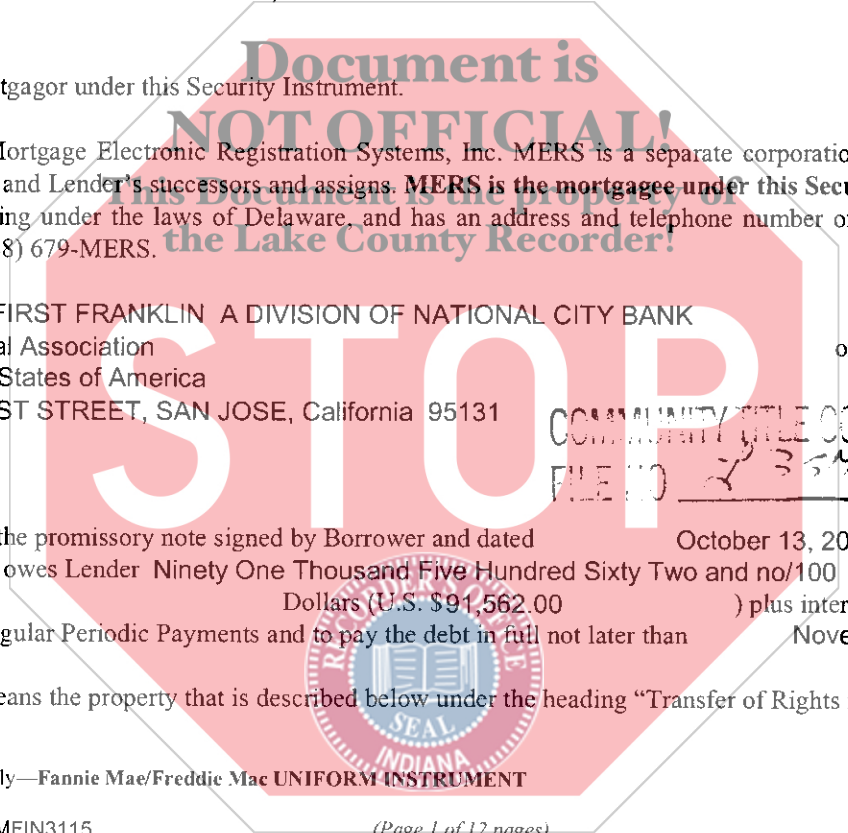 Document is
tgagor under this Security Instrument.
NOT OFFICIAL!
Mortgage Electronic Registration Systems, Inc. MERS is a separate corporatio
This Document is the property of
and Lender's successors and assigns. MERS is the mortgagee under this Secu
ing under the laws of Delaware, and has an address and telephone number o
the Lake County Recorder!
8) 679-MERS.
STOP
FIRST FRANKLIN A DIVISION OF NATIONAL CITY BANK
al Association
States of America
ST STREET, SAN JOSE, California 95131
COMMUNITY TITLE CO
FILE NO
the promissory note signed by Borrower and dated October 13, 20
owes Lender Ninety One Thousand Five Hundred Sixty Two and no/100
Dollars (U.S. $91,562.00 ) plus inter
gular Periodic Payments and to pay the debt in full not later than Nove
eans the property that is described below under the heading “Transfer of Rights
RECORDER'S OFFICE
SEAL
INDIANA
ly—Fannie Mae/Freddie Mac UNIFORM INSTRUMENT
MFIN3115 (Page 1 of 12 pages)